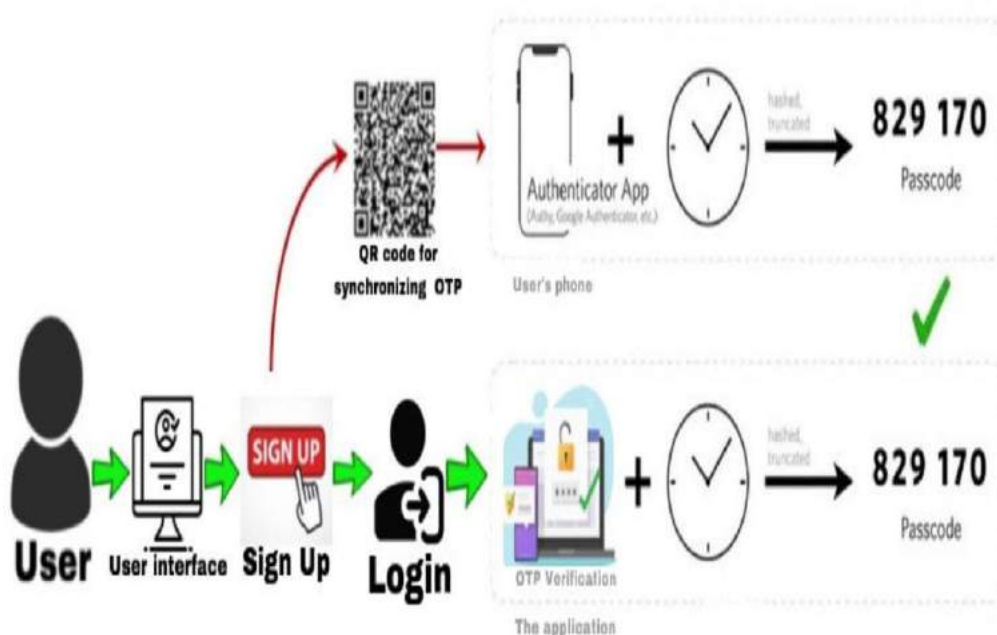 hashed,
truncated
829 170
Passcode
Authenticator App
(Authy, Google Authenticator, etc.)
QR code for
synchronizing OTP
User's phone
SIGN UP
User
User interface
Sign Up
Login
hashed,
truncated
829 170
Passcode
OTP Verification
The application